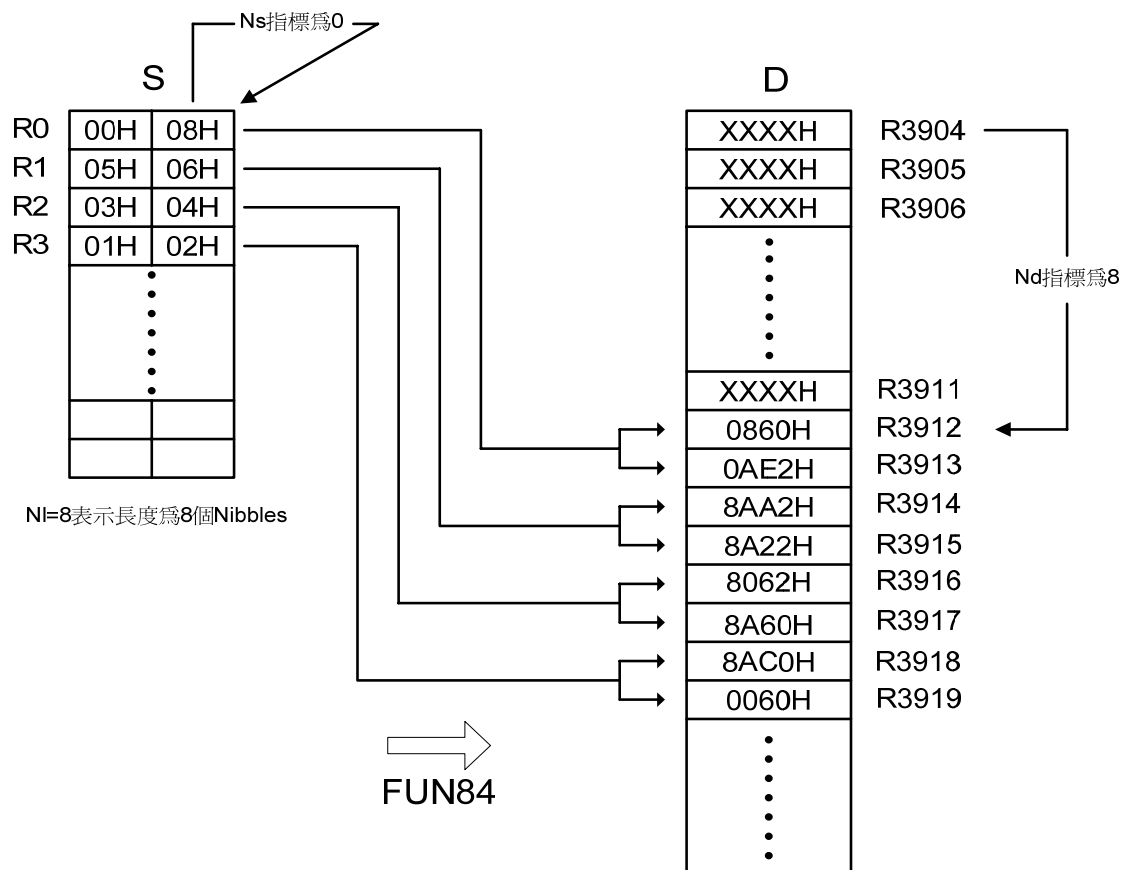 Ns指標爲0
S
D
R0 00H 08H
R1 05H 06H
R2 03H 04H
R3 01H 02H
Nl=8表示長度爲8個Nibbles
XXXXH R3904
XXXXH R3905
XXXXH R3906
Nd指標爲8
XXXXH R3911
0860H R3912
0AE2H R3913
8AA2H R3914
8A22H R3915
8062H R3916
8A60H R3917
8AC0H R3918
0060H R3919
FUN84